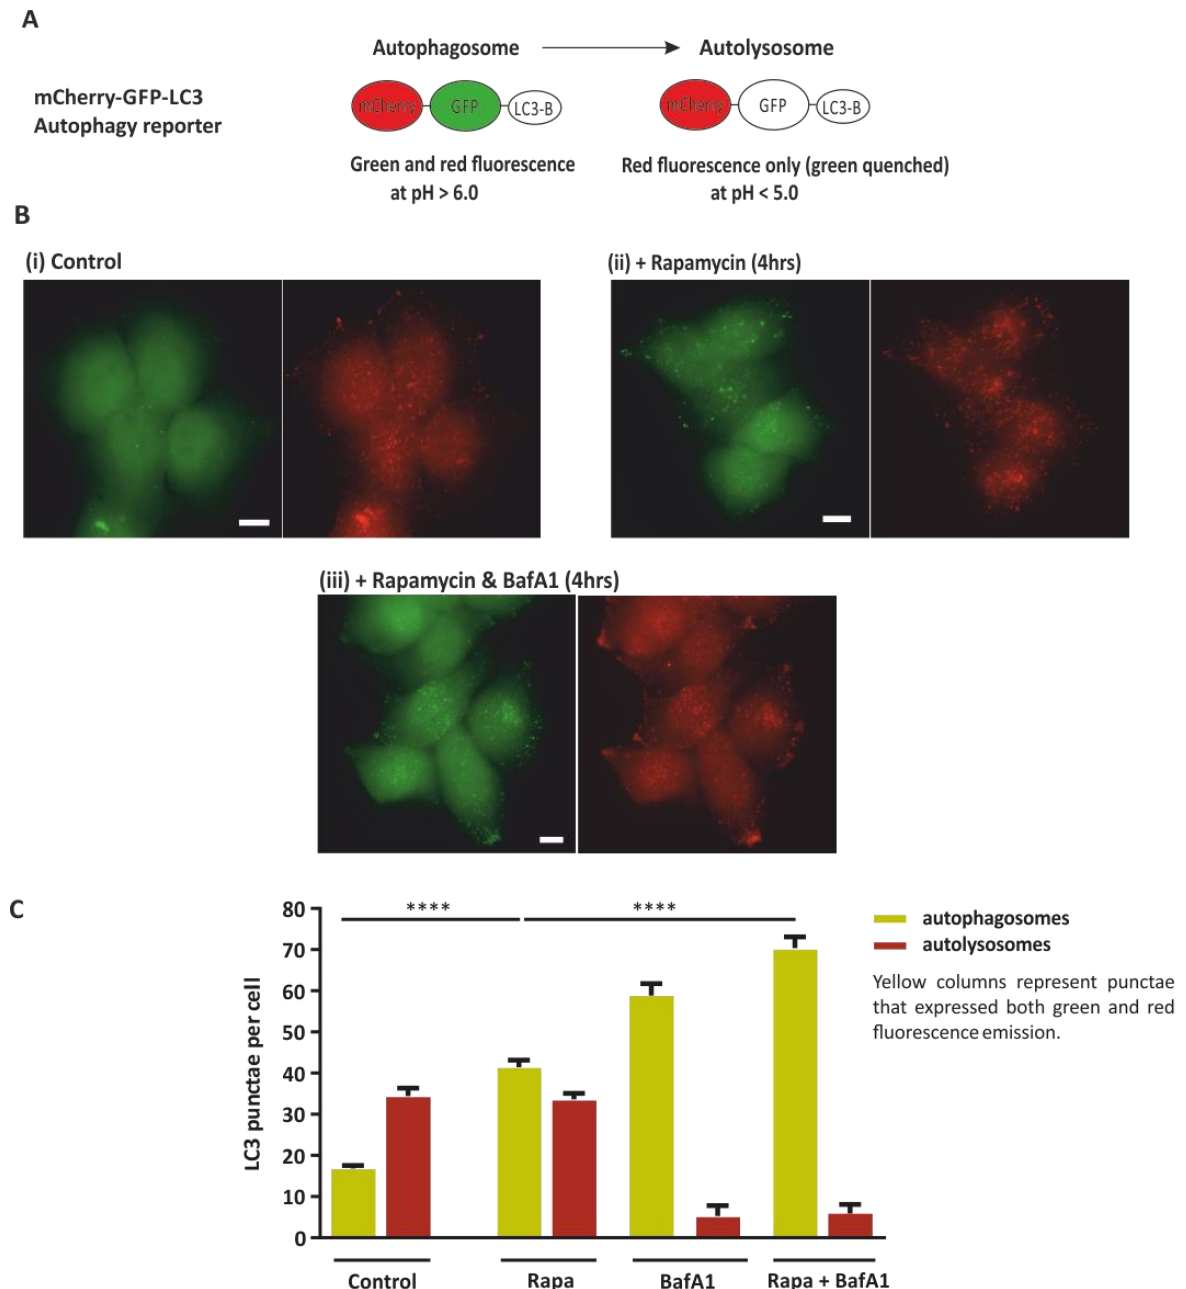 A
Autophagosome
Autolysosome
mCherry-GFP-LC3
Autophagy reporter
mCherry
GFP
LC3-B
mCherry
GFP
LC3-B
Green and red fluorescence
at pH > 6.0
Red fluorescence only (green quenched)
at pH < 5.0
B
(i) Control
(ii) + Rapamycin (4hrs)
(iii) + Rapamycin & BafA1 (4hrs)
C
LC3 punctae per cell
80
70
60
50
40
30
20
10
0
****
****
Control
Rapa
BafA1
Rapa + BafA1
autophagosomes
autolysosomes
Yellow columns represent punctae
that expressed both green and red
fluorescence emission.